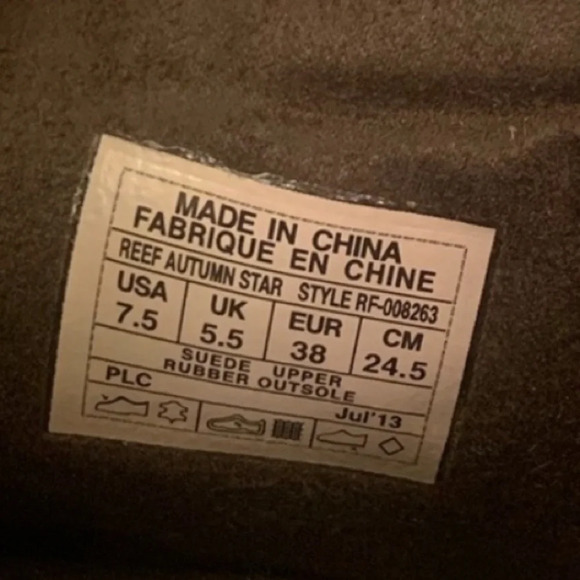 MADE IN CHINA
FABRIQUE EN CHINE
REEF AUTUMN STAR STYLE RF-008263
USA UK EUR CM
7.5 5.5 38 24.5
SUEDE UPPER
RUBBER OUTSOLE
PLC Jul'13